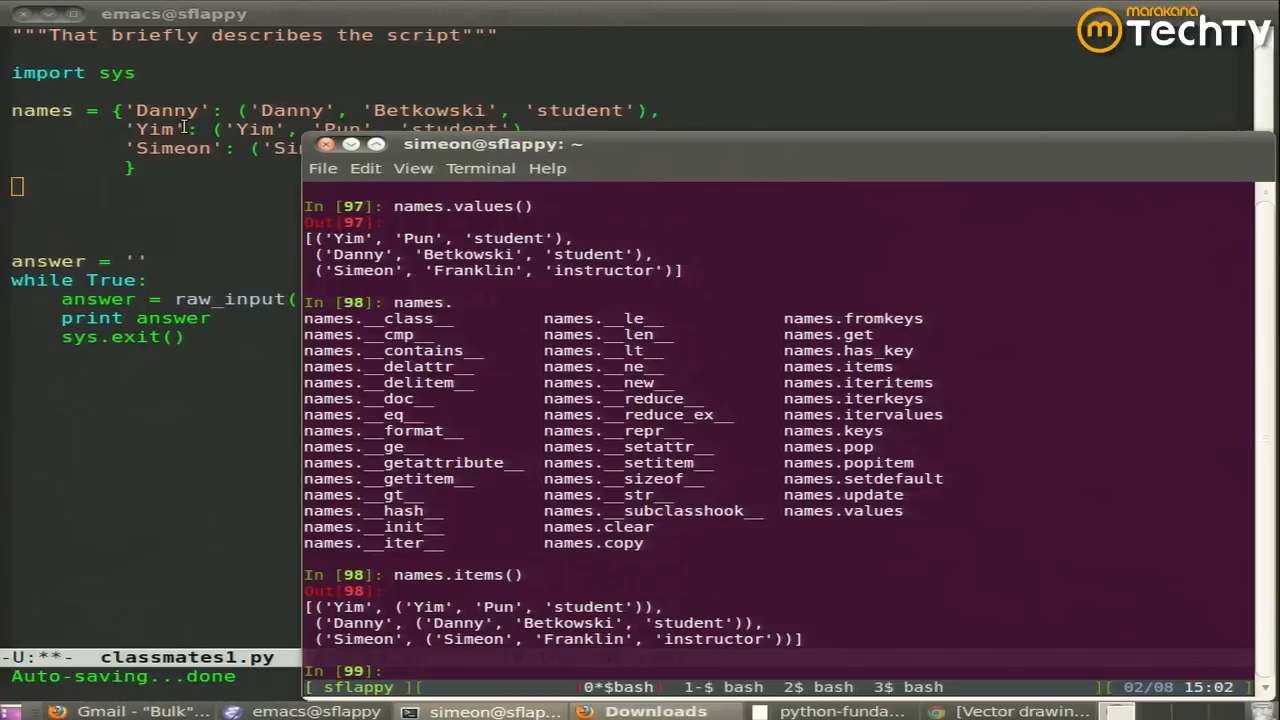 emacs@sflappy
marakana
TechTV
"""That briefly describes the script"""
import sys
names = {'Danny': ('Danny', 'Betkowski', 'student'),
'Yim': ('Yim', 'Pun', 'student')
'Simeon': ('Si
}
answer = ''
while True:
answer = raw_input(
print answer
sys.exit()
-U:**- classmates1.py
Auto-saving...done
simeon@sflappy: ~
File Edit View Terminal Help
In [97]: names.values()
Out[97]:
[('Yim', 'Pun', 'student'),
('Danny', 'Betkowski', 'student'),
('Simeon', 'Franklin', 'instructor')]
In [98]: names.
names.__class__ names.__le__ names.fromkeys
names.__cmp__ names.__len__ names.get
names.__contains__ names.__lt__ names.has_key
names.__delattr__ names.__ne__ names.items
names.__delitem__ names.__new__ names.iteritems
names.__doc__ names.__reduce__ names.iterkeys
names.__eq__ names.__reduce_ex__ names.itervalues
names.__format__ names.__repr__ names.keys
names.__ge__ names.__setattr__ names.pop
names.__getattribute__ names.__setitem__ names.popitem
names.__getitem__ names.__sizeof__ names.setdefault
names.__gt__ names.__str__ names.update
names.__hash__ names.__subclasshook__ names.values
names.__init__ names.clear
names.__iter__ names.copy
In [98]: names.items()
Out[98]:
[('Yim', ('Yim', 'Pun', 'student')),
('Danny', ('Danny', 'Betkowski', 'student')),
('Simeon', ('Simeon', 'Franklin', 'instructor'))]
In [99]:
[ sflappy ][ 0*$bash 1-$ bash 2$ bash 3$ bash ][ 02/08 15:02 ]
Gmail - "Bulk"... emacs@sflappy simeon@sflap... Downloads python-funda... [Vector drawin...